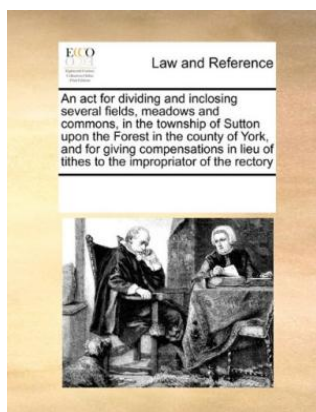 ECCO
Law and Reference
An act for dividing and inclosing
several fields, meadows and
commons, in the township of Sutton
upon the Forest in the county of York,
and for giving compensations in lieu of
tithes to the impropriator of the rectory